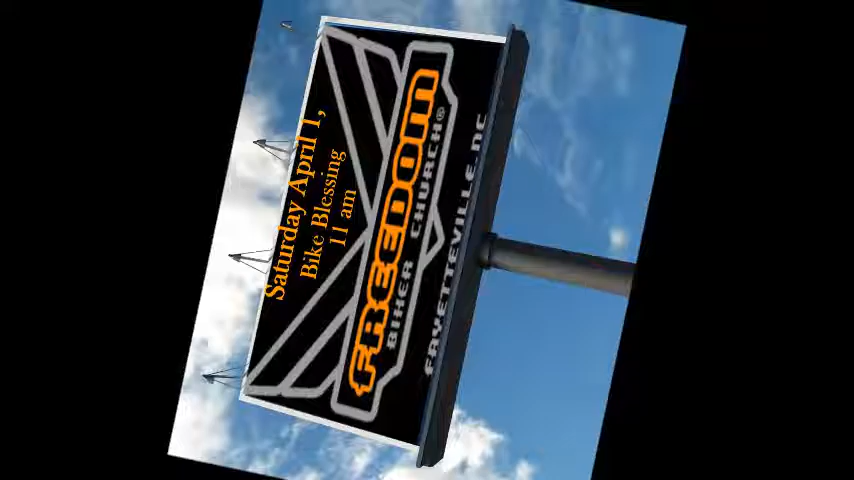 Saturday April 1,
Bike Blessing
11 am
FREEDOM
BIKER CHURCH®
FAYETTEVILLE NC